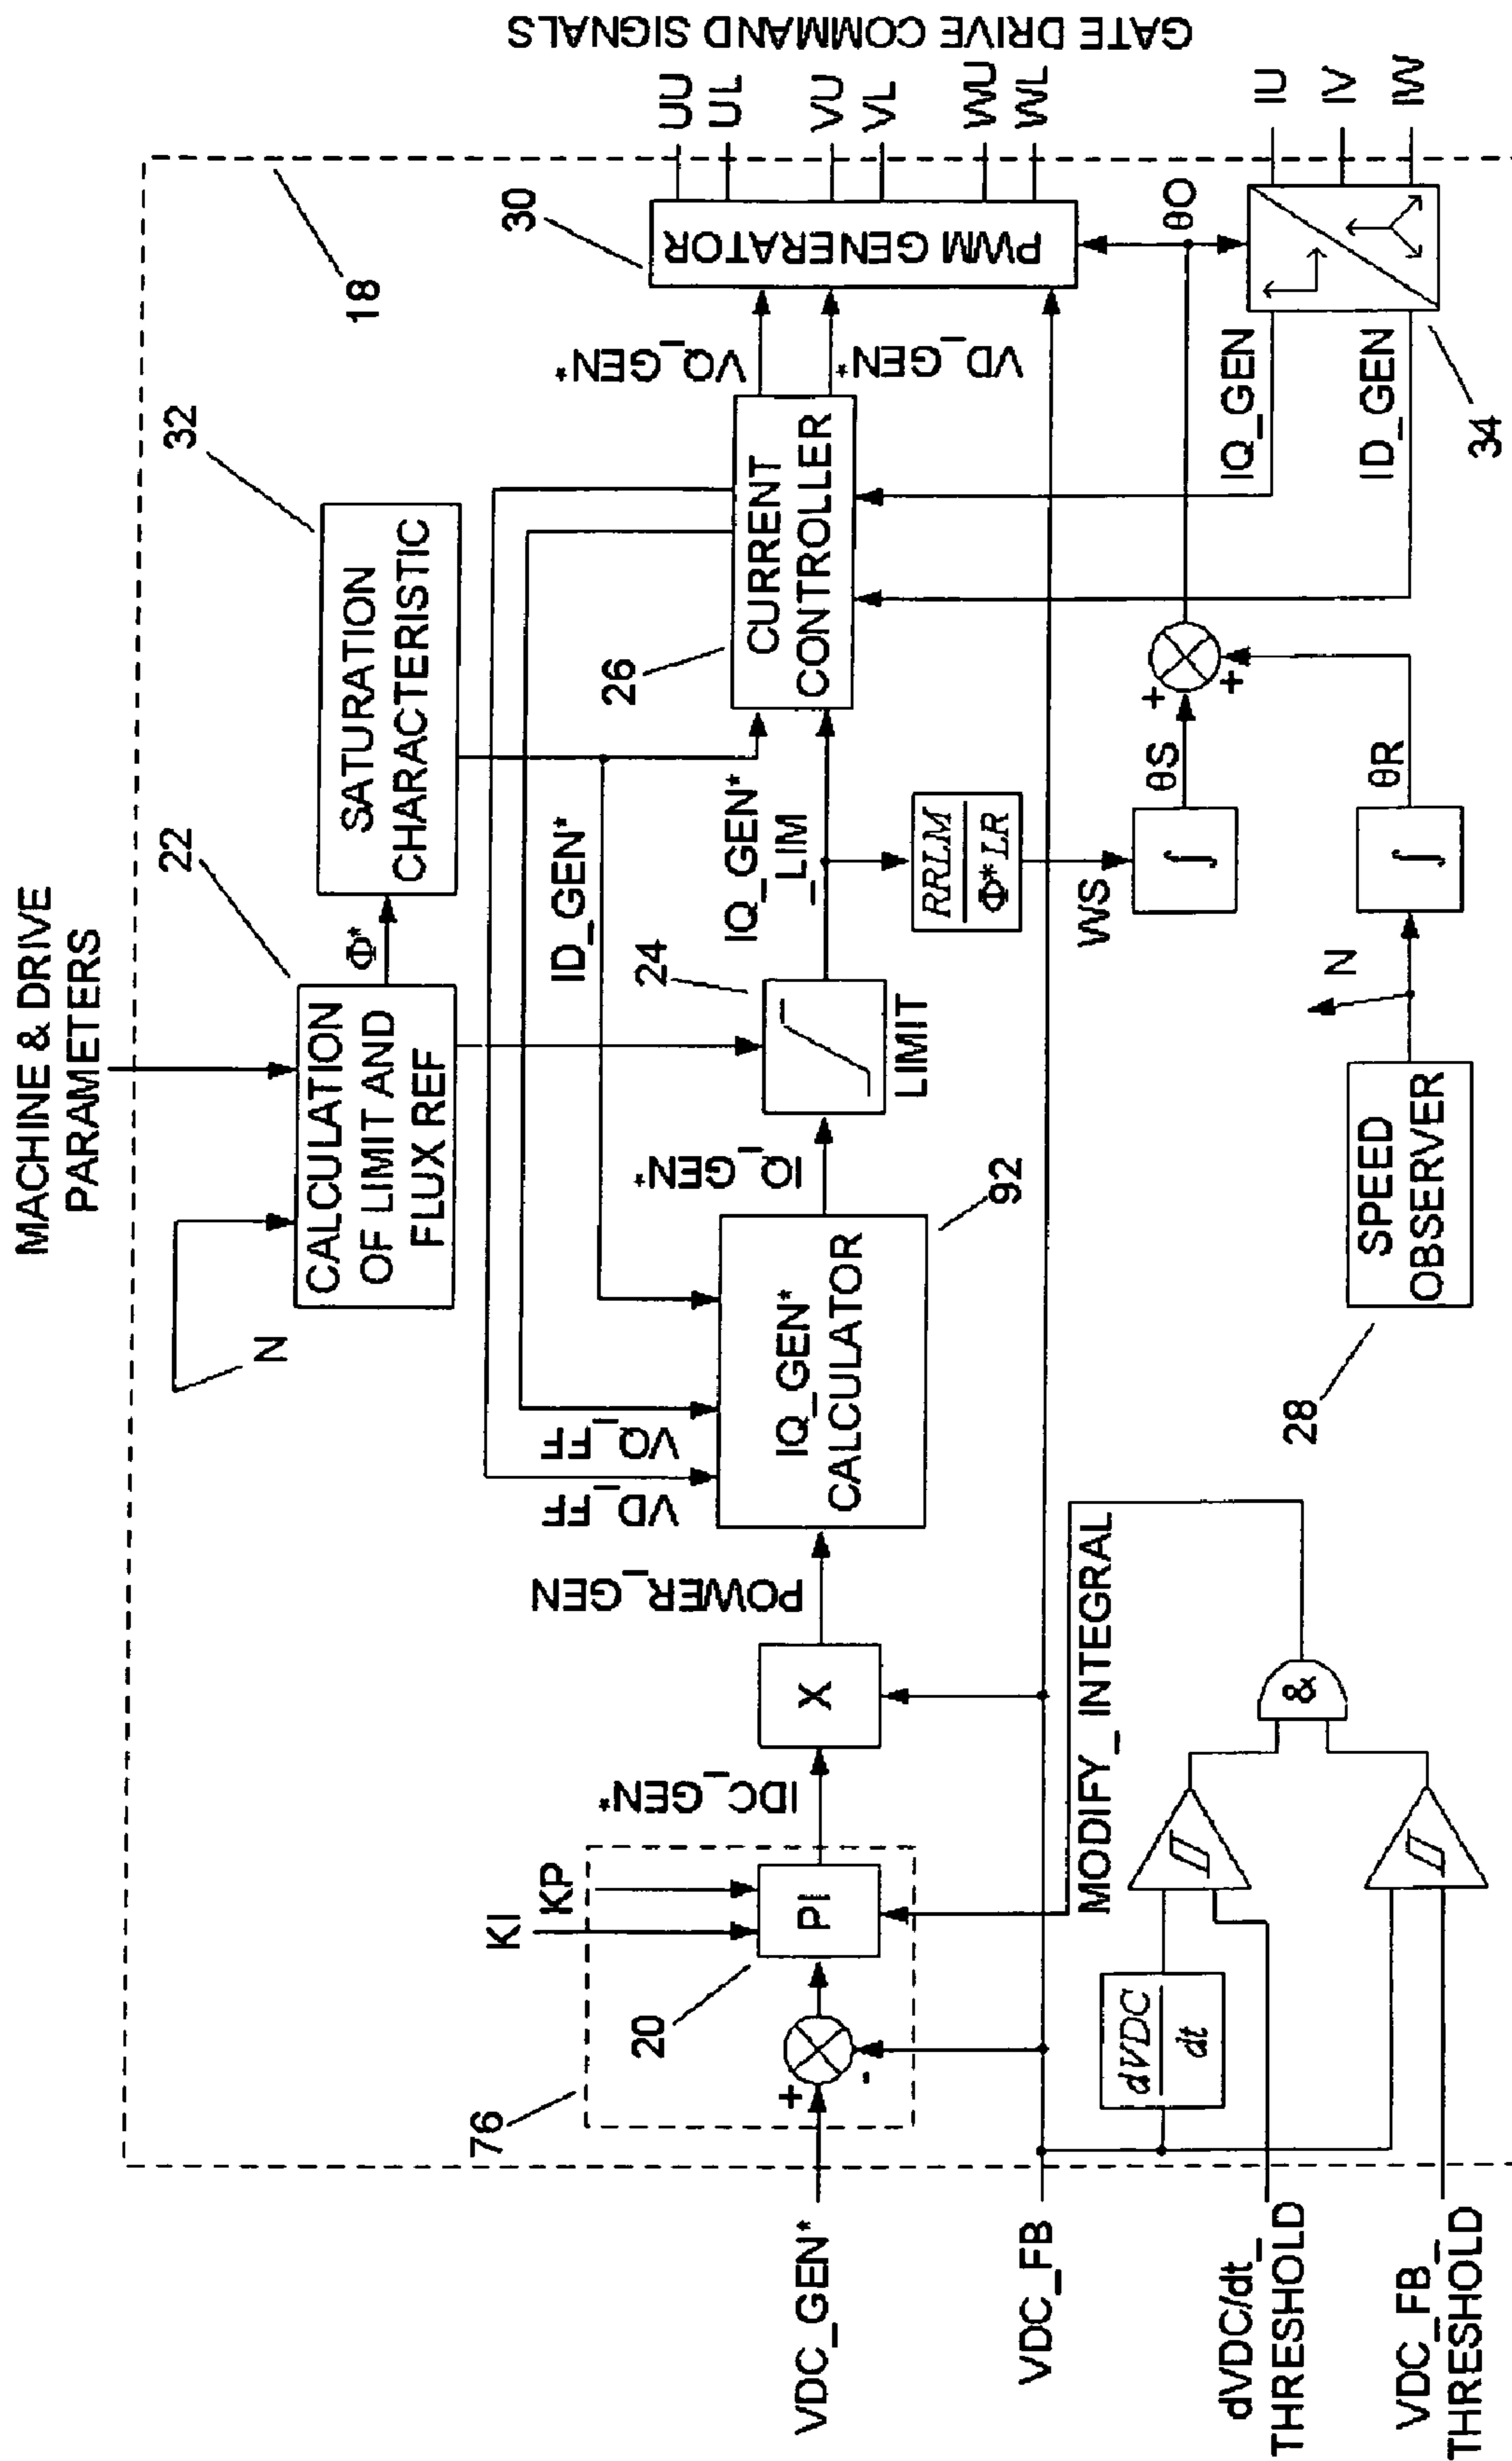 MACHINE & DRIVE
PARAMETERS
N
22
CALCULATION
OF LIMIT AND
FLUX REF
Φ*
32
SATURATION
CHARACTERISTIC
18
ID_GEN*
VD_FF
VQ_FF
76
KI
KP
20
VDC_GEN*
+
-
PI
IDC_GEN*
X
POWER_GEN
IQ_GEN*
CALCULATOR
92
IQ_GEN*
24
LIMIT
IQ_GEN*
_LIM
26
CURRENT
CONTROLLER
VQ_GEN*
VD_GEN*
30
PWM GENERATOR
UU
UL
VU
VL
WU
WL
GATE DRIVE COMMAND SIGNALS
VDC_FB
MODIFY_INTEGRAL
RRLM
Φ* LR
WS
∫
θS
+
+
θO
dVDC
dt
dVDC/dt_
THRESHOLD
&
VDC_FB_
THRESHOLD
28
SPEED
OBSERVER
N
∫
θR
IQ_GEN
ID_GEN
34
IU
IV
IW